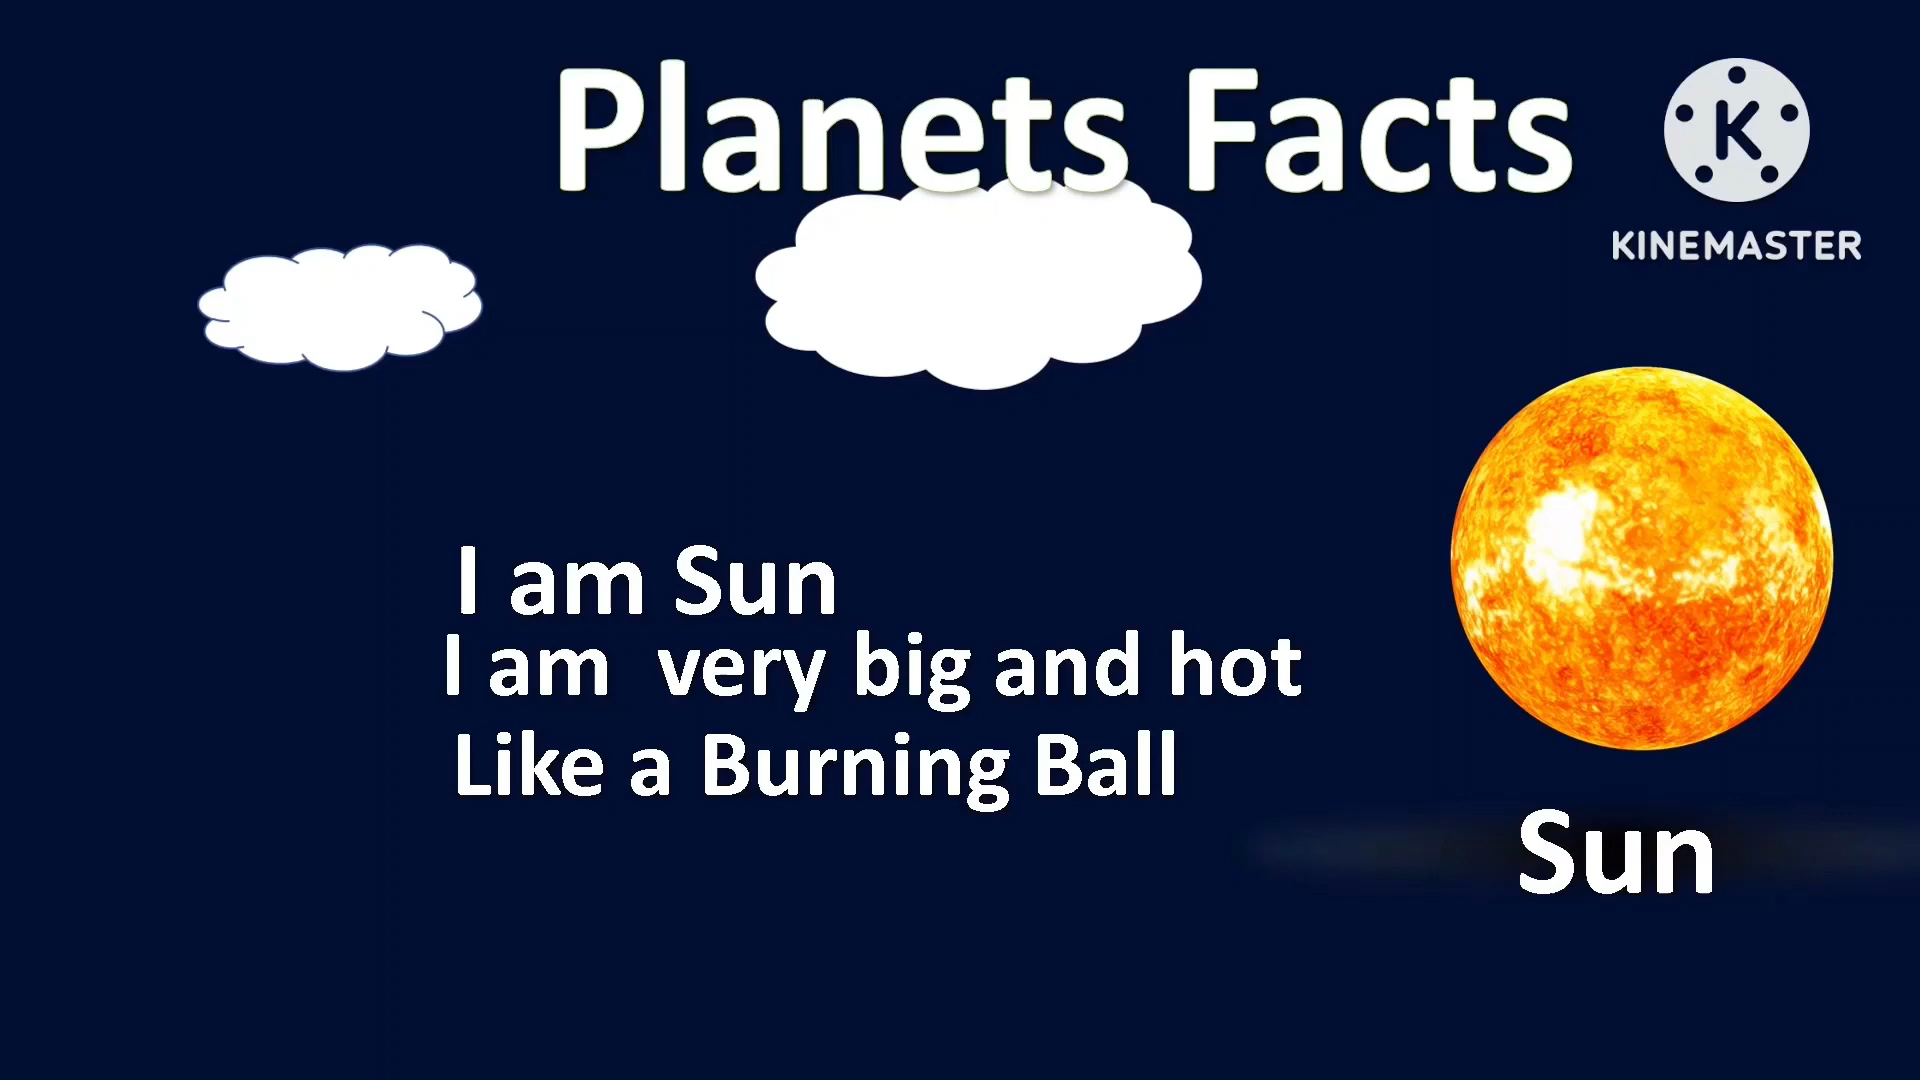 Planets Facts
K
KINEMASTER
I am Sun
I am  very big and hot
Like a Burning Ball
Sun